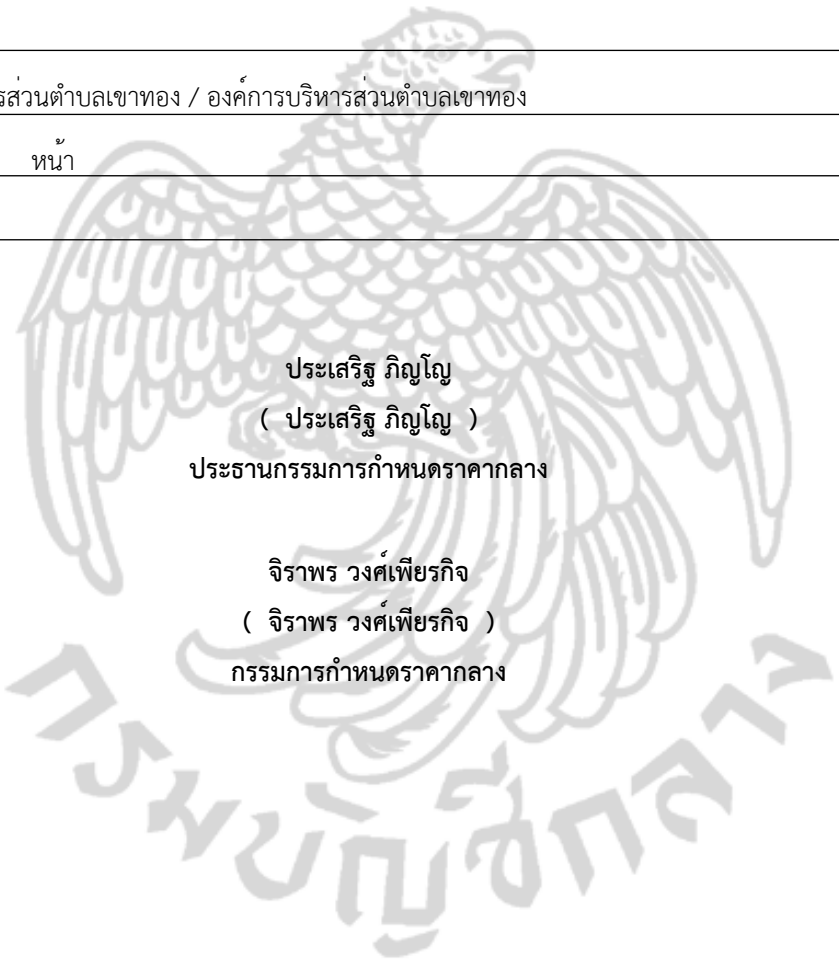 รส่วนตำบลเขาทอง / องค์การบริหารส่วนตำบลเขาทอง
หน้า
ประเสริฐ ภิญโญ
( ประเสริฐ ภิญโญ )
ประธานกรรมการกำหนดราคากลาง
จิราพร วงศ์เพียรกิจ
( จิราพร วงศ์เพียรกิจ )
กรรมการกำหนดราคากลาง
กรมบัญชีกลาง